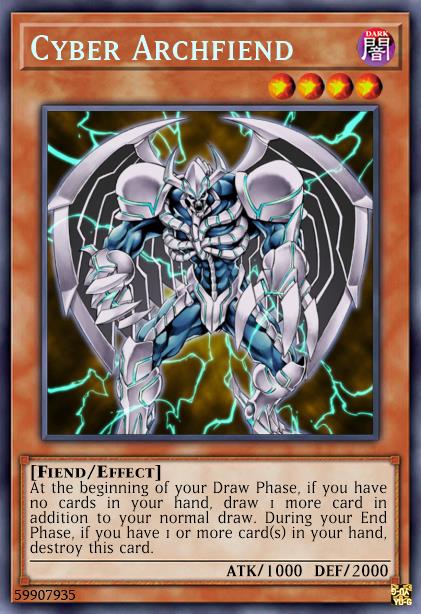 CYBER ARCHFIEND
DARK
闇
[FIEND/EFFECT]
At the beginning of your Draw Phase, if you have
no cards in your hand, draw 1 more card in
addition to your normal draw. During your End
Phase, if you have 1 or more card(s) in your hand,
destroy this card.
ATK/1000 DEF/2000
59907935